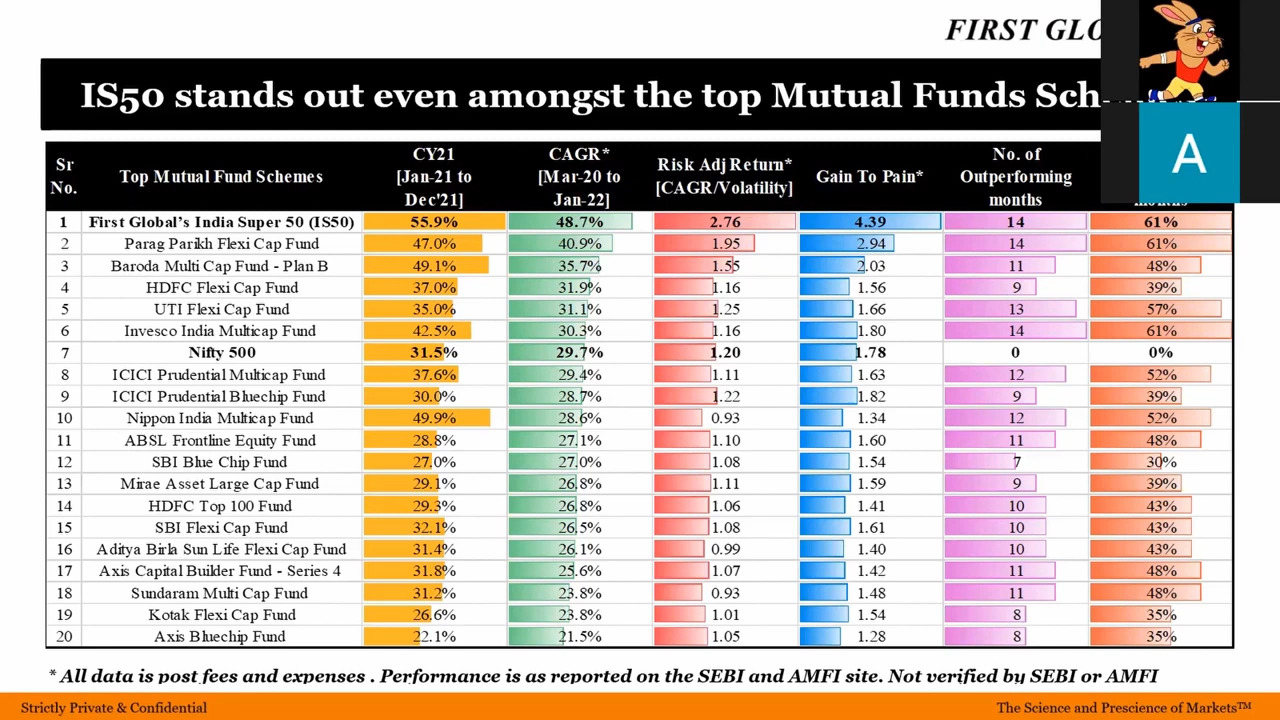 FIRST GLO
IS50 stands out even amongst the top Mutual Funds Sch
A
Sr No. Top Mutual Fund Schemes CY21 [Jan-21 to Dec'21] CAGR* [Mar-20 to Jan-22] Risk Adj Return* [CAGR/Volatility] Gain To Pain* No. of Outperforming months months
1 First Global's India Super 50 (IS50) 55.9% 48.7% 2.76 4.39 14 61%
2 Parag Parikh Flexi Cap Fund 47.0% 40.9% 1.95 2.94 14 61%
3 Baroda Multi Cap Fund - Plan B 49.1% 35.7% 1.55 2.03 11 48%
4 HDFC Flexi Cap Fund 37.0% 31.9% 1.16 1.56 9 39%
5 UTI Flexi Cap Fund 35.0% 31.1% 1.25 1.66 13 57%
6 Invesco India Multicap Fund 42.5% 30.3% 1.16 1.80 14 61%
7 Nifty 500 31.5% 29.7% 1.20 1.78 0 0%
8 ICICI Prudential Multicap Fund 37.6% 29.4% 1.11 1.63 12 52%
9 ICICI Prudential Bluechip Fund 30.0% 28.7% 1.22 1.82 9 39%
10 Nippon India Multicap Fund 49.9% 28.6% 0.93 1.34 12 52%
11 ABSL Frontline Equity Fund 28.8% 27.1% 1.10 1.60 11 48%
12 SBI Blue Chip Fund 27.0% 27.0% 1.08 1.54 7 30%
13 Mirae Asset Large Cap Fund 29.1% 26.8% 1.11 1.59 9 39%
14 HDFC Top 100 Fund 29.3% 26.8% 1.06 1.41 10 43%
15 SBI Flexi Cap Fund 32.1% 26.5% 1.08 1.61 10 43%
16 Aditya Birla Sun Life Flexi Cap Fund 31.4% 26.1% 0.99 1.40 10 43%
17 Axis Capital Builder Fund - Series 4 31.8% 25.6% 1.07 1.42 11 48%
18 Sundaram Multi Cap Fund 31.2% 23.8% 0.93 1.48 11 48%
19 Kotak Flexi Cap Fund 26.6% 23.8% 1.01 1.54 8 35%
20 Axis Bluechip Fund 22.1% 21.5% 1.05 1.28 8 35%
* All data is post fees and expenses . Performance is as reported on the SEBI and AMFI site. Not verified by SEBI or AMFI
Strictly Private & Confidential
The Science and Prescience of Markets™